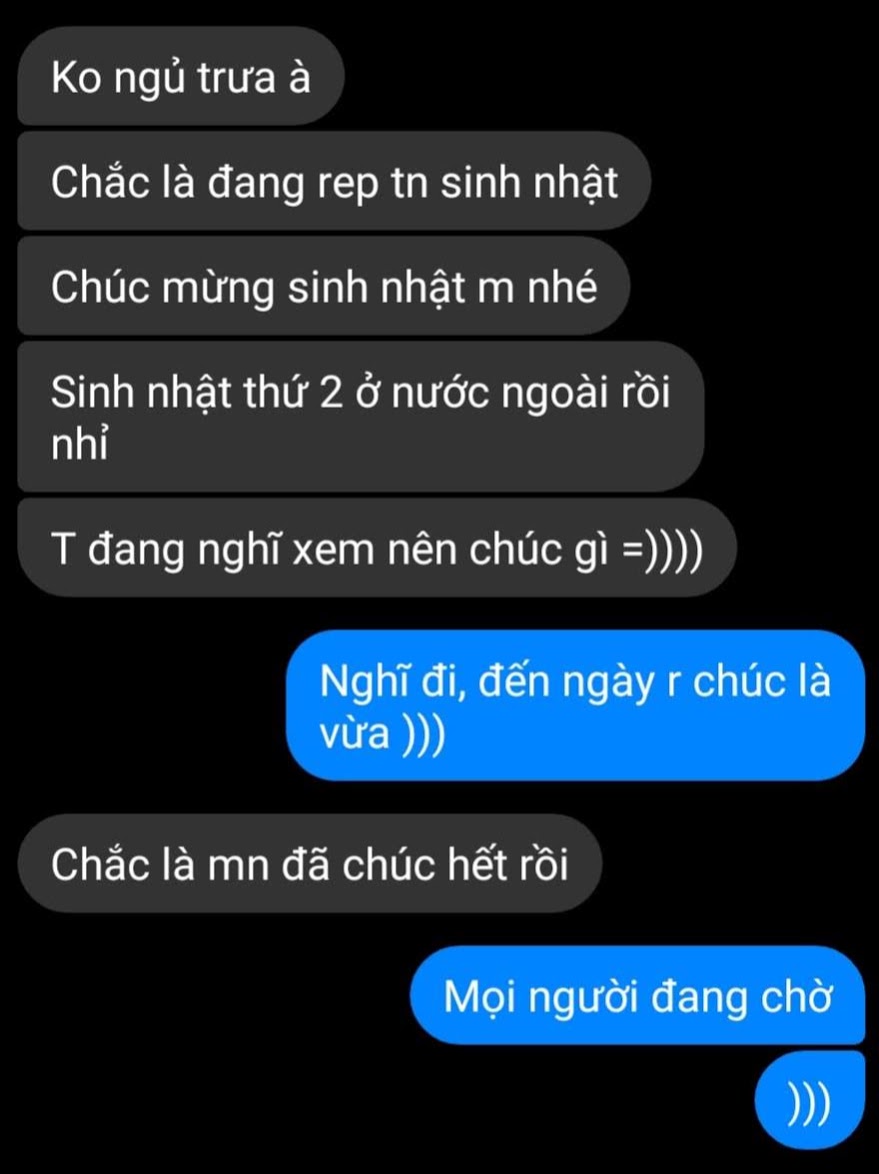 Ko ngủ trưa à
Chắc là đang rep tn sinh nhật
Chúc mừng sinh nhật m nhé
Sinh nhật thứ 2 ở nước ngoài rồi
nhỉ
T đang nghĩ xem nên chúc gì =))))
Nghĩ đi, đến ngày r chúc là
vừa )))
Chắc là mn đã chúc hết rồi
Mọi người đang chờ
)))